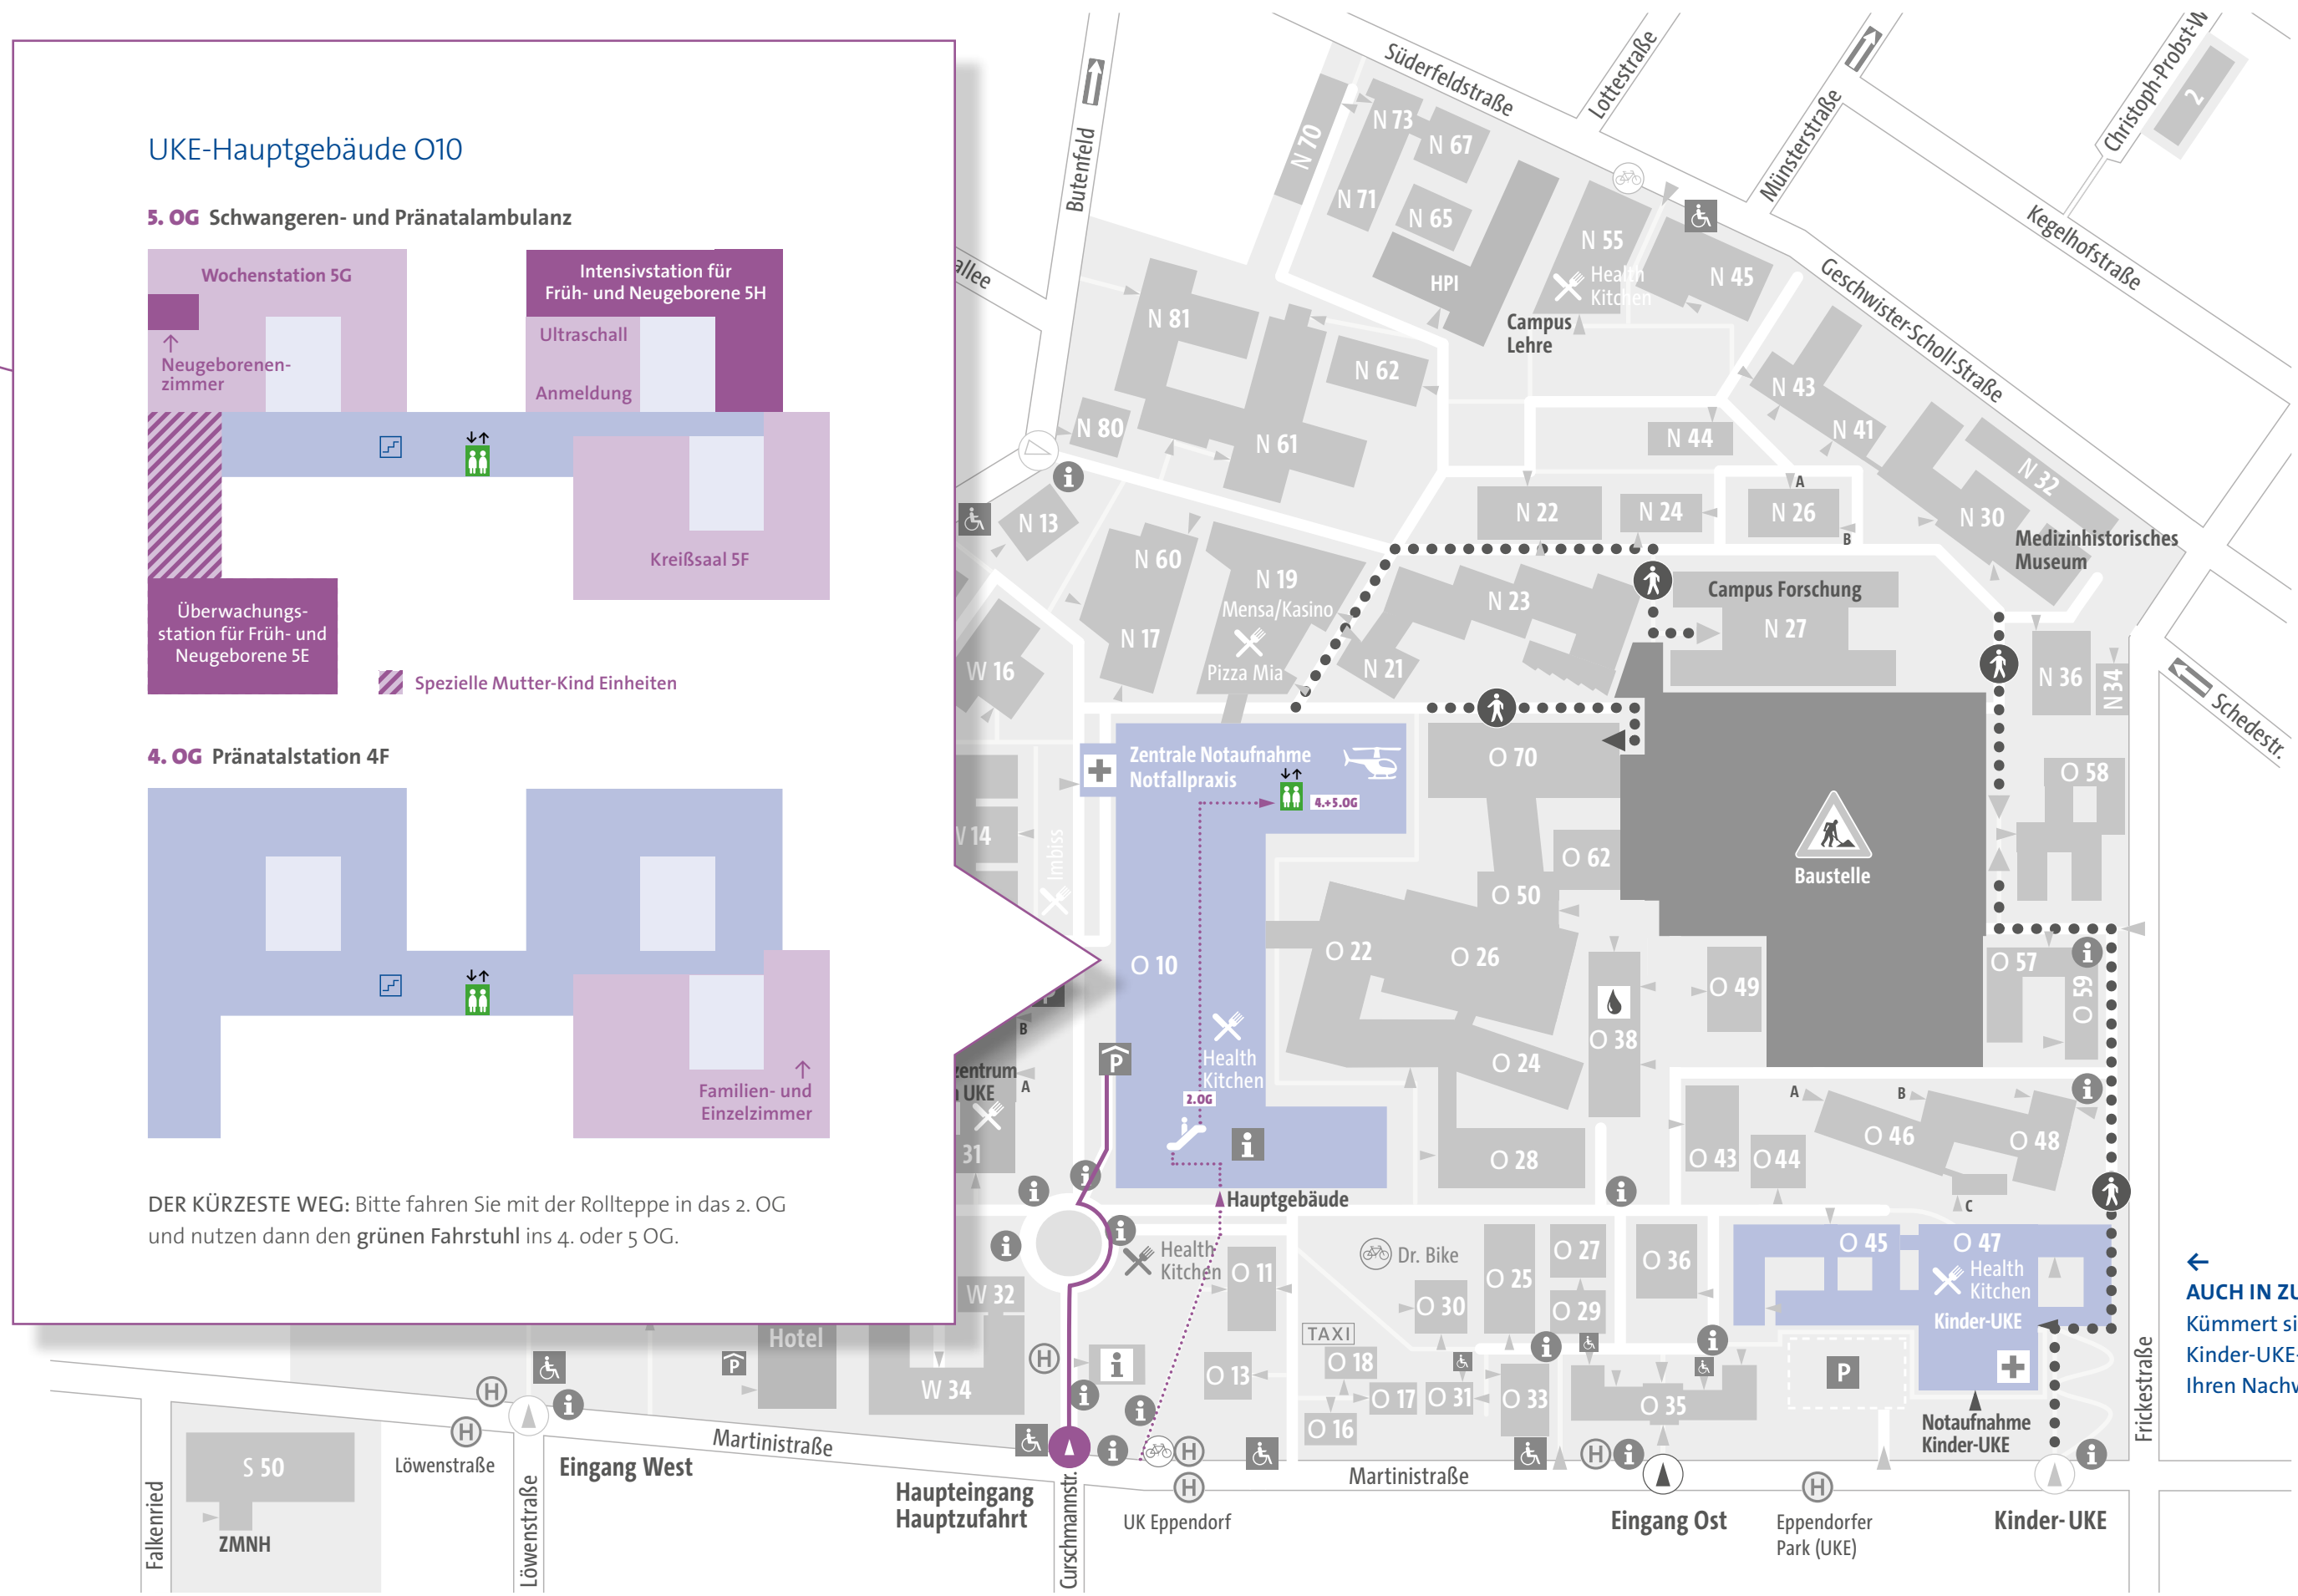 UKE-Hauptgebäude O10
5. OG Schwangeren- und Pränatalambulanz
Wochenstation 5G
Neugeborenen-
zimmer
Intensivstation für
Früh- und Neugeborene 5H
Ultraschall
Anmeldung
Kreißsaal 5F
Überwachungs-
station für Früh- und
Neugeborene 5E
Spezielle Mutter-Kind Einheiten
4. OG Pränatalstation 4F
Familien- und
Einzelzimmer
DER KÜRZESTE WEG: Bitte fahren Sie mit der Rollteppe in das 2. OG
und nutzen dann den grünen Fahrstuhl ins 4. oder 5 OG.
Butenfeld
Süderfeldstraße
Lottestraße
Münsterstraße
Christoph-Probst-W
2
Kegelhofstraße
Geschwister-Scholl-Straße
allee
N 70
N 73
N 67
N 71
N 65
HPI
N 55
Health
Kitchen
N 45
Campus
Lehre
N 81
N 62
N 43
N 80
N 61
N 44
N 41
N 32
A
N 13
N 22
N 24
N 26
N 30
B
Medizinhistorisches
Museum
N 60
N 19
Mensa/Kasino
N 23
Campus Forschung
N 27
N 17
Pizza Mia
N 21
W 16
N 36
N 34
Schedestr.
Zentrale Notaufnahme
Notfallpraxis
4.+5.OG
O 70
O 58
W 14
Imbiss
O 62
Baustelle
O 50
O 10
O 22
O 26
O 49
O 57
O 59
P
B
O 38
Health
Kitchen
P
zentrum
UKE
A
O 24
2.OG
A
B
O 46
O 48
31
O 28
O 43
O 44
Hauptgebäude
C
Health
Kitchen
O 11
Dr. Bike
O 27
O 36
O 45
O 47
Health
Kitchen
O 25
O 30
O 29
Kinder-UKE
W 32
TAXI
AUCH IN ZU
Kümmert si
Kinder-UKE-
Ihren Nachw
Hotel
P
H
W 34
O 13
O 18
O 17
O 31
O 33
O 35
O 16
P
Notaufnahme
Kinder-UKE
Frickestraße
H
H
H
H
H
H
Martinistraße
Martinistraße
S 50
Löwenstraße
Eingang West
Haupteingang
Hauptzufahrt
UK Eppendorf
Eingang Ost
Eppendorfer
Park (UKE)
Kinder-UKE
ZMNH
Falkenried
Löwenstraße
Curschmannstr.